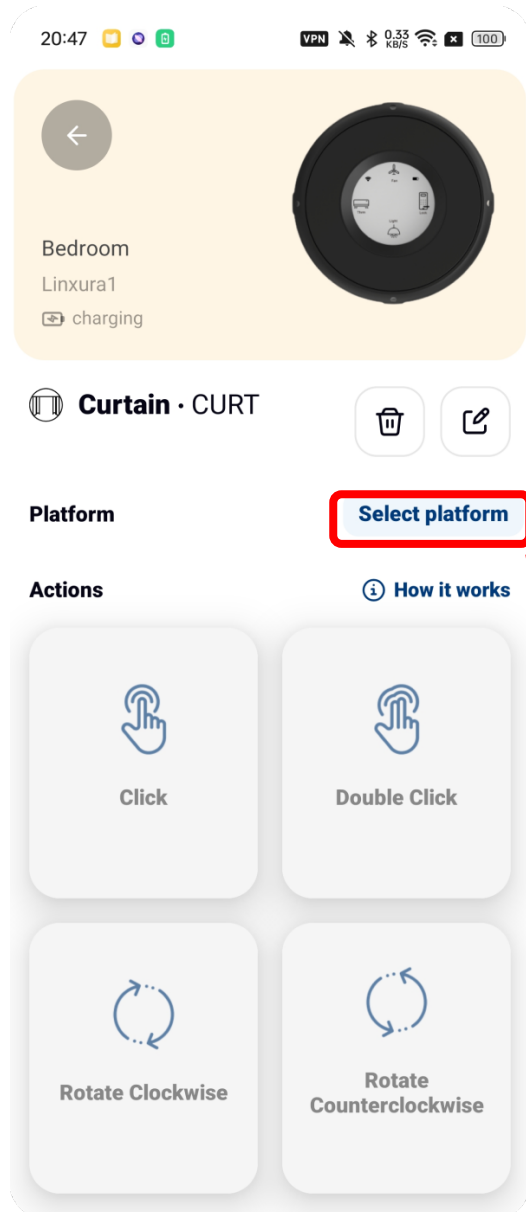 20:47 VPN 0.33 KB/S 100
Bedroom
Linxura1
charging
Curtain · CURT
Platform
Select platform
Actions
How it works
Click
Double Click
Rotate Clockwise
Rotate
Counterclockwise